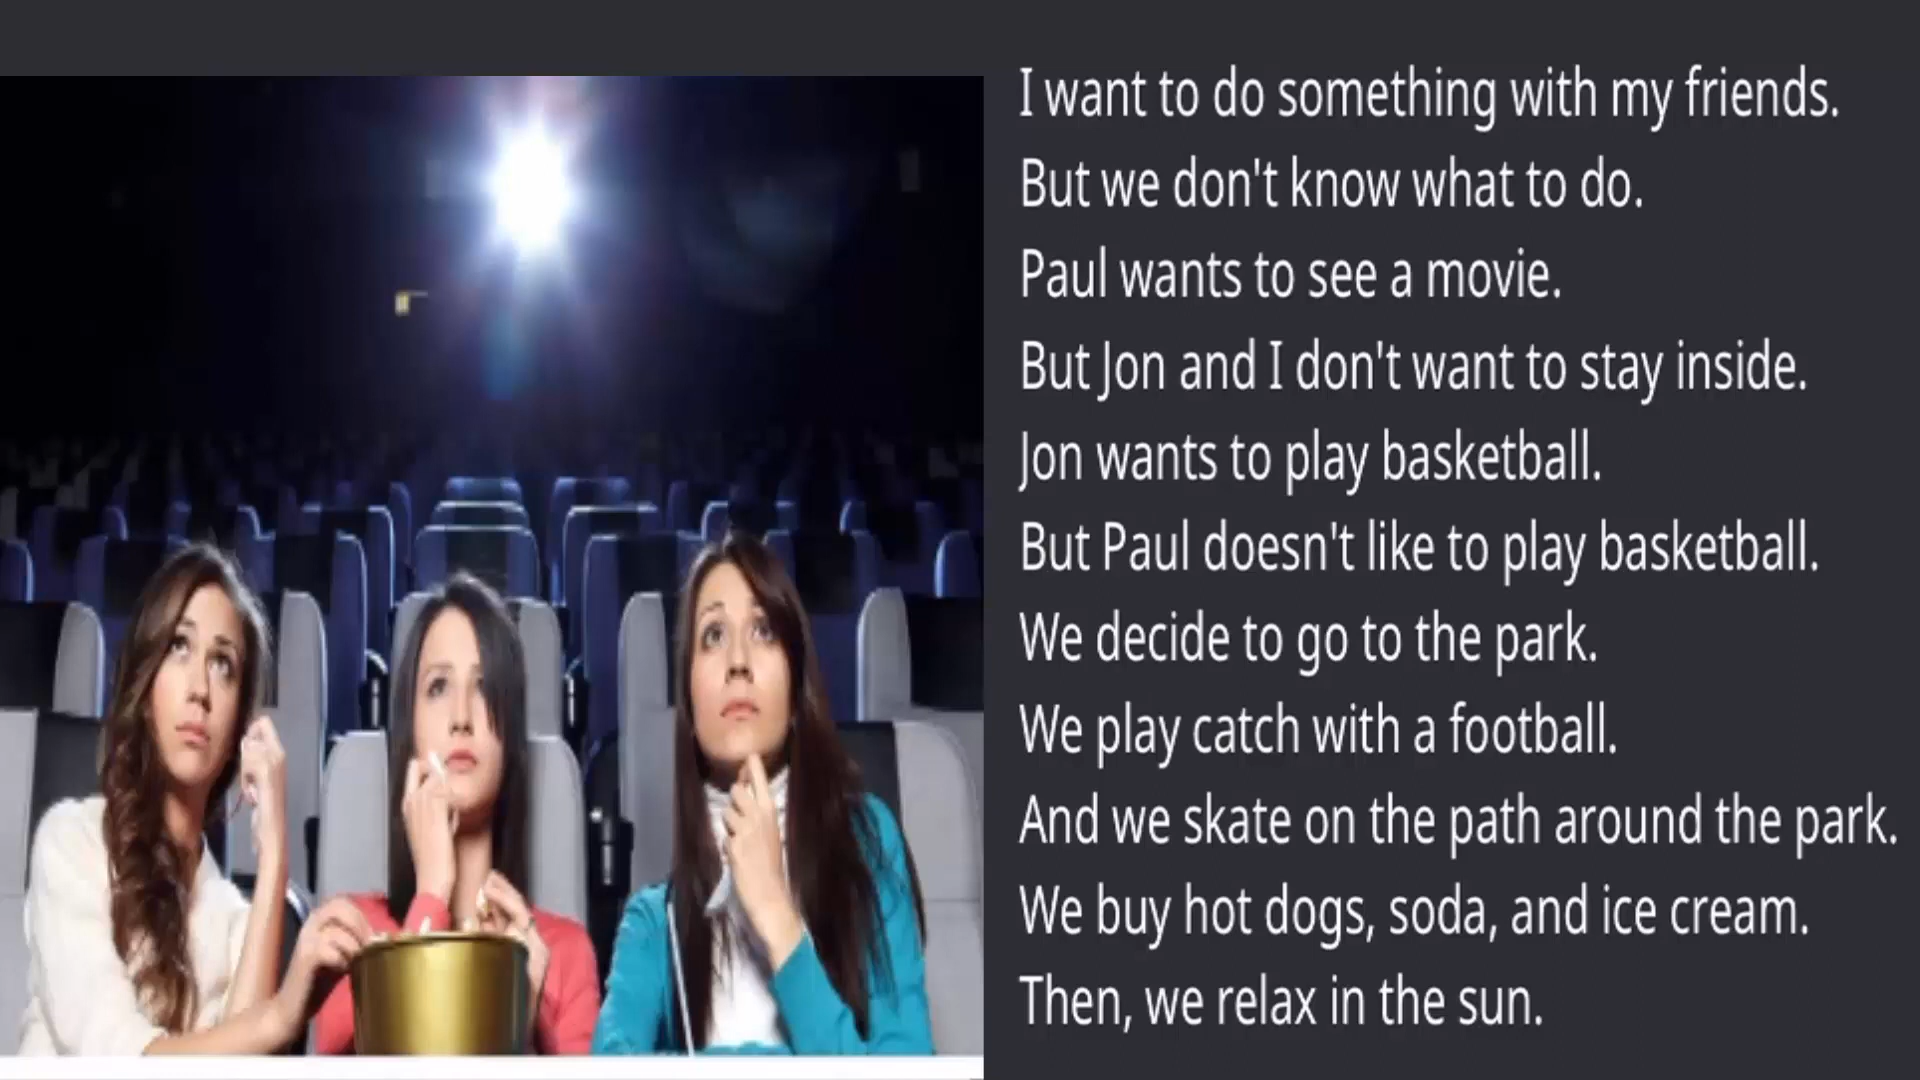 I want to do something with my friends.
But we don't know what to do.
Paul wants to see a movie.
But Jon and I don't want to stay inside.
Jon wants to play basketball.
But Paul doesn't like to play basketball.
We decide to go to the park.
We play catch with a football.
And we skate on the path around the park.
We buy hot dogs, soda, and ice cream.
Then, we relax in the sun.